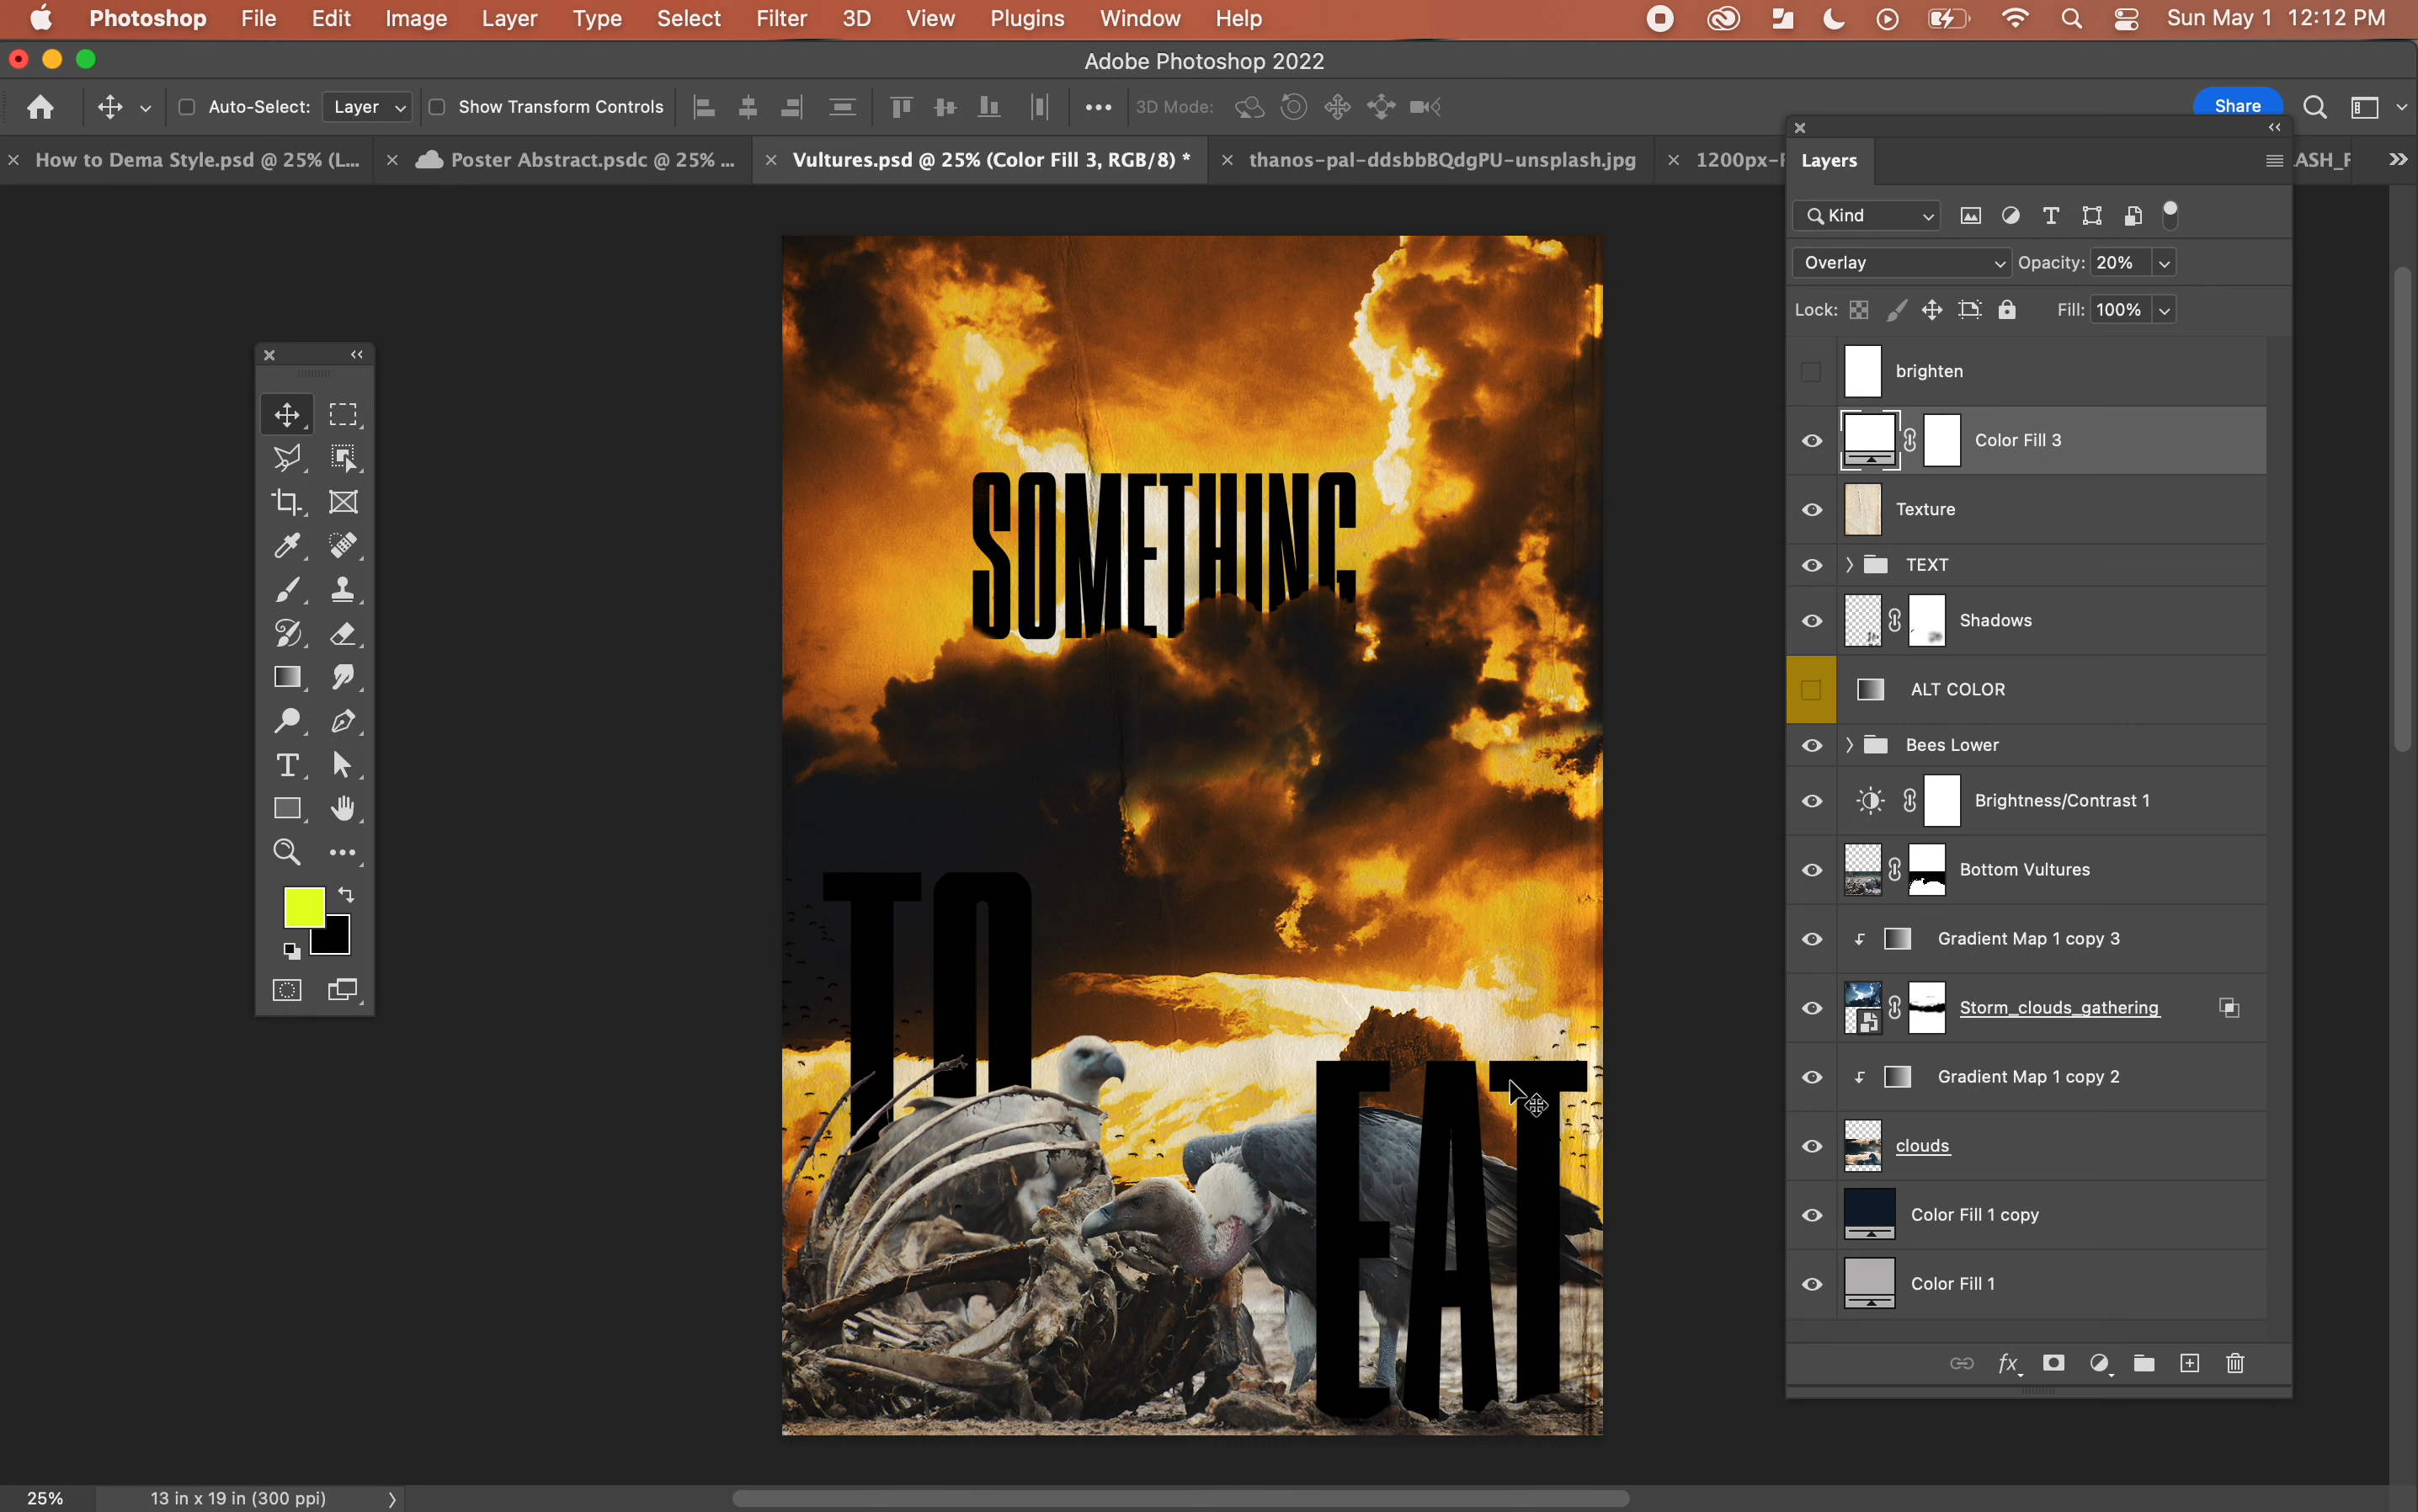 Photoshop File Edit Image Layer Type Select Filter 3D View Plugins Window Help Sun May 1 12:12 PM
Adobe Photoshop 2022
Auto-Select: Layer Show Transform Controls 3D Mode: Share
How to Dema Style.psd @ 25% (L... Poster Abstract.psdc @ 25% ... Vultures.psd @ 25% (Color Fill 3, RGB/8) * thanos-pal-ddsbbBQdgPU-unsplash.jpg 1200px-
Layers
Kind
Overlay Opacity: 20%
Lock: Fill: 100%
brighten
Color Fill 3
Texture
TEXT
Shadows
ALT COLOR
Bees Lower
Brightness/Contrast 1
Bottom Vultures
Gradient Map 1 copy 3
Storm_clouds_gathering
Gradient Map 1 copy 2
clouds
Color Fill 1 copy
Color Fill 1
fx
SOMETHING
TO
EAT
25% 13 in x 19 in (300 ppi)